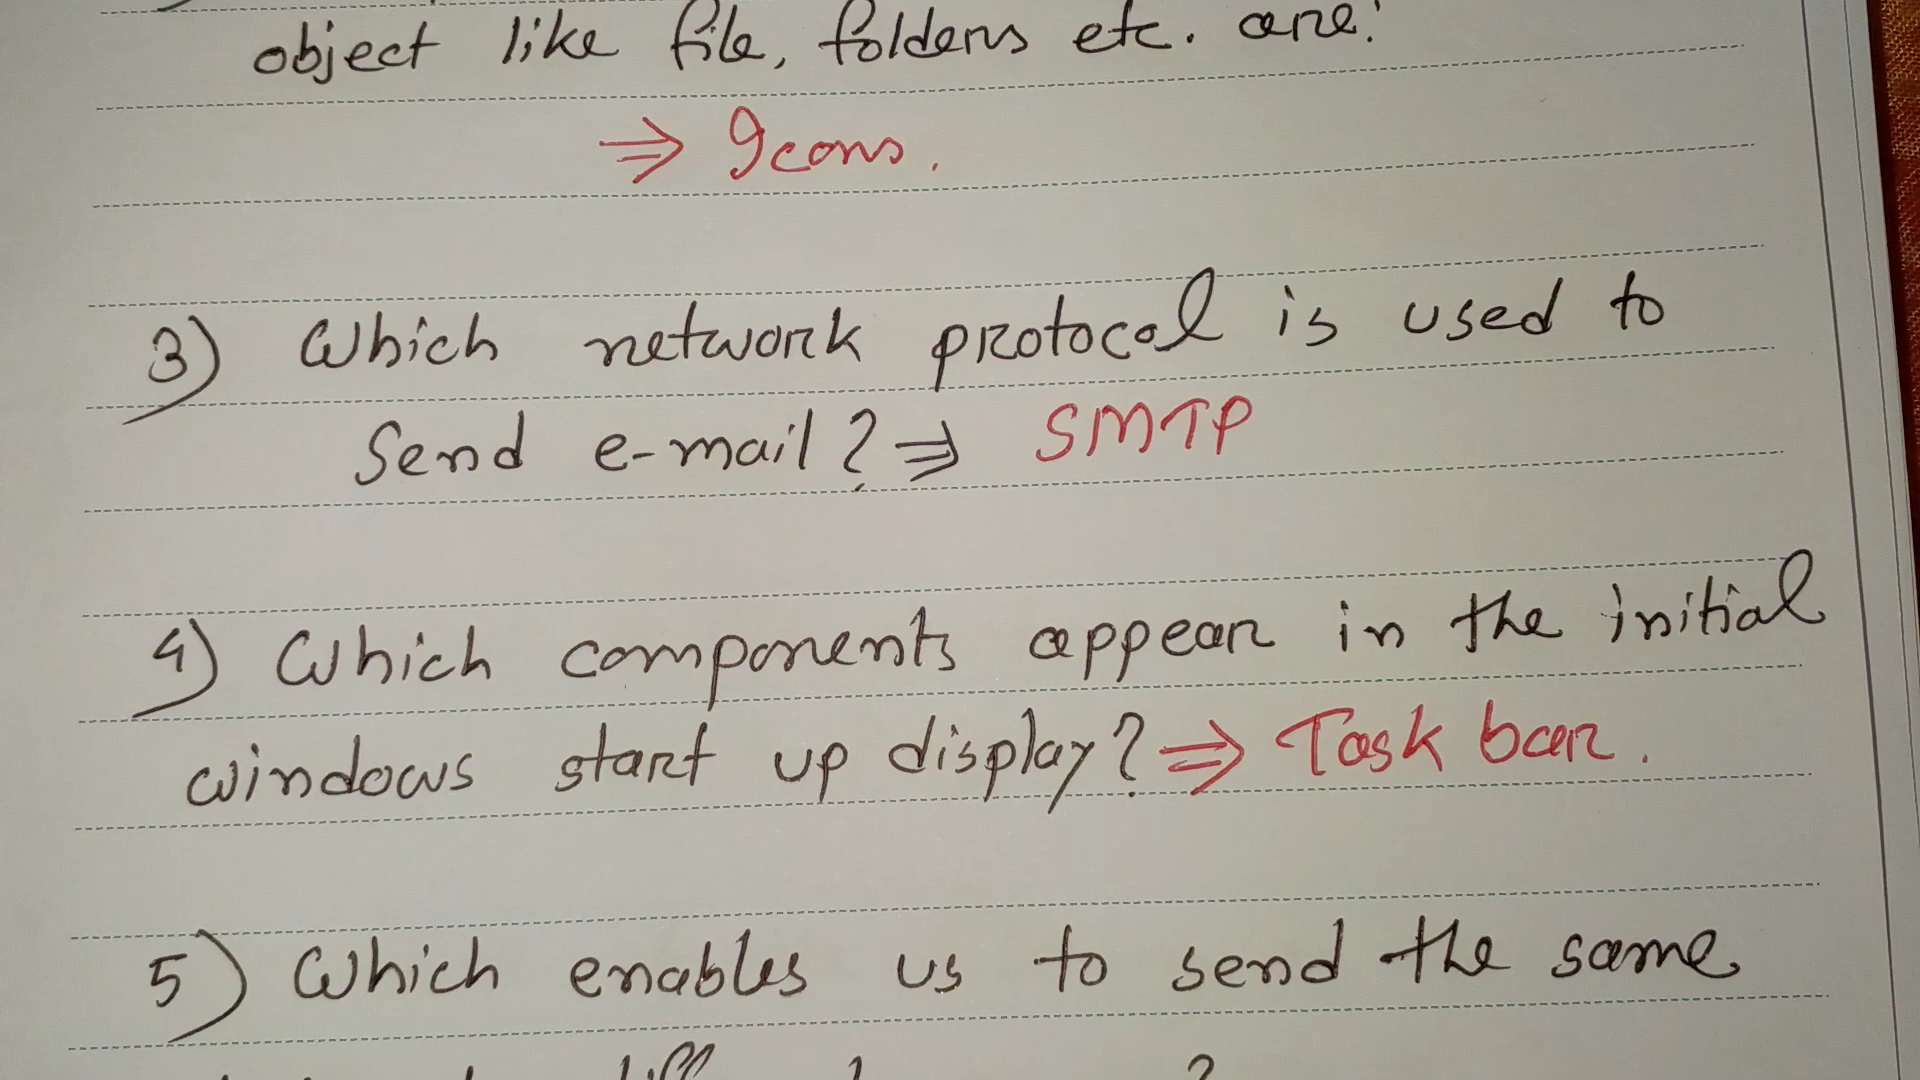 object like file, folders etc. are:
⇒ Icons.
3) Which network protocol is used to
Send e-mail? ⇒ SMTP
4) Which components appear in the initial
windows start up display? ⇒ Task bar.
5) Which enables us to send the same